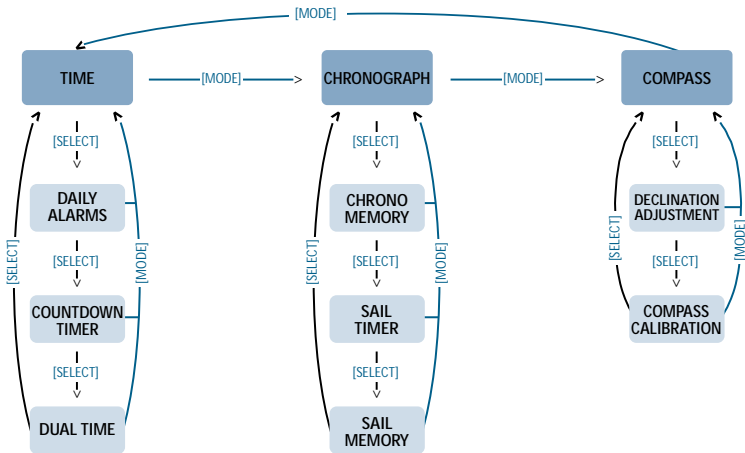 [MODE]
TIME
[MODE]
CHRONOGRAPH
[MODE]
COMPASS
[SELECT]
[SELECT]
[SELECT]
DAILY
ALARMS
CHRONO
MEMORY
DECLINATION
ADJUSTMENT
[SELECT]
[MODE]
[SELECT]
[MODE]
[SELECT]
[MODE]
[SELECT]
[SELECT]
[SELECT]
COUNTDOWN
TIMER
SAIL
TIMER
COMPASS
CALIBRATION
[SELECT]
[SELECT]
DUAL TIME
SAIL
MEMORY